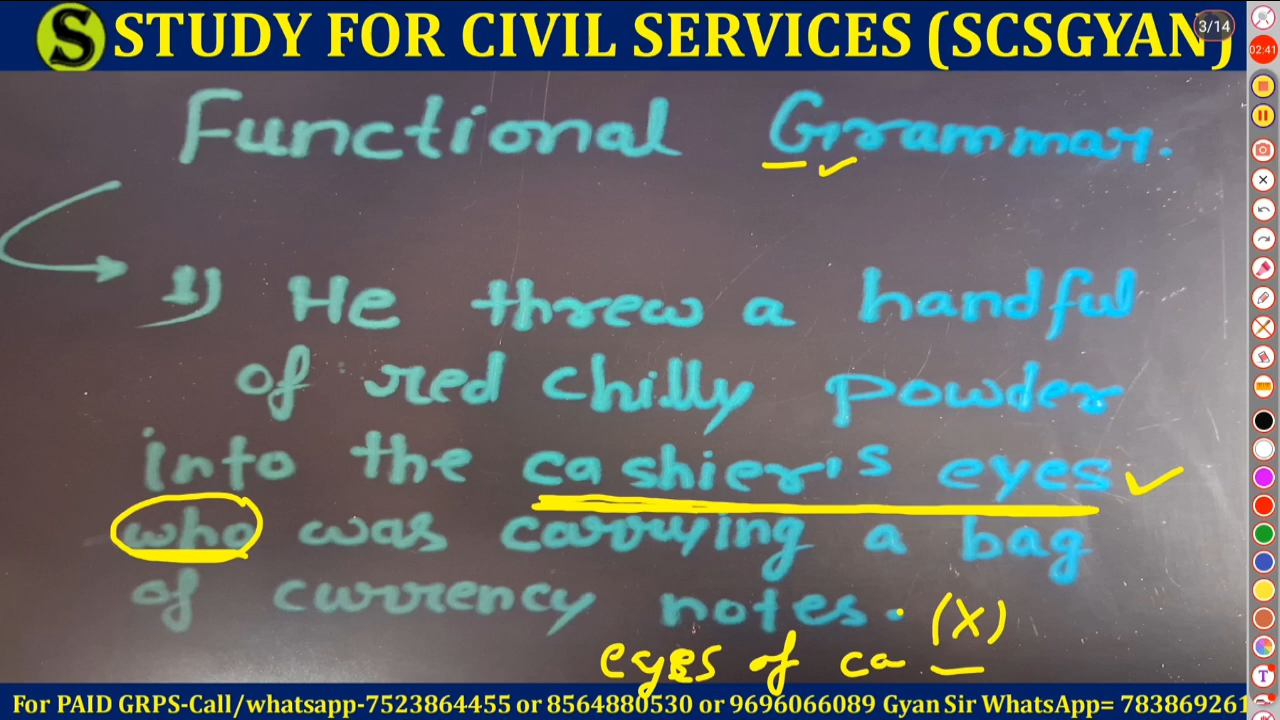 S STUDY FOR CIVIL SERVICES (SCSGYAN)
3/14
02:41
Functional Grammar.
1) He threw a handful
of red chilly powder
into the cashier's eyes
who was carrying a bag
of currency notes. (X)
eyes of ca
T
For PAID GRPS-Call/whatsapp-7523864455 or 8564880530 or 9696066089 Gyan Sir WhatsApp= 783869261